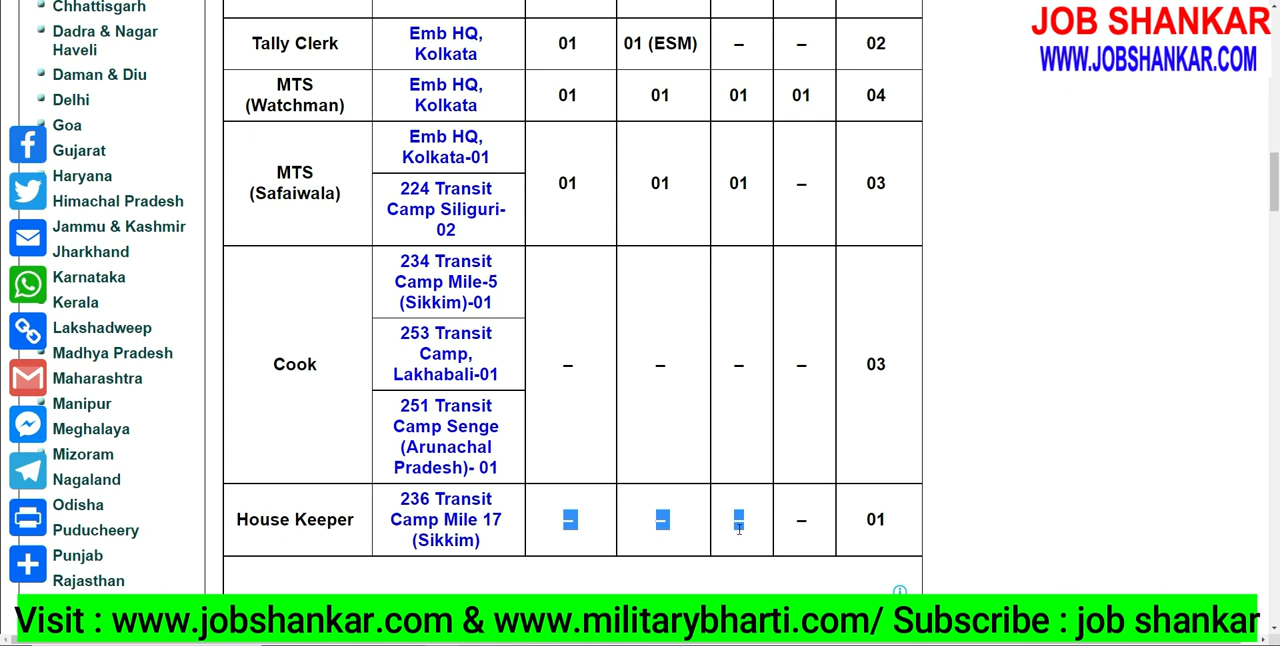 Chhattisgarh
Dadra & Nagar
Haveli
Daman & Diu
Delhi
Goa
Gujarat
Haryana
Himachal Pradesh
Jammu & Kashmir
Jharkhand
Karnataka
Kerala
Lakshadweep
Madhya Pradesh
Maharashtra
Manipur
Meghalaya
Mizoram
Nagaland
Odisha
Puducheery
Punjab
Rajasthan
Tally Clerk
Emb HQ,
Kolkata
01
01 (ESM)
–
–
02
MTS
(Watchman)
Emb HQ,
Kolkata
01
01
01
01
04
MTS
(Safaiwala)
Emb HQ,
Kolkata-01
224 Transit
Camp Siliguri-
02
01
01
01
–
03
Cook
234 Transit
Camp Mile-5
(Sikkim)-01
253 Transit
Camp,
Lakhabali-01
251 Transit
Camp Senge
(Arunachal
Pradesh)- 01
–
–
–
–
03
House Keeper
236 Transit
Camp Mile 17
(Sikkim)
–
–
–
–
01
JOB SHANKAR
WWW.JOBSHANKAR.COM
Visit : www.jobshankar.com & www.militarybharti.com/ Subscribe : job shankar